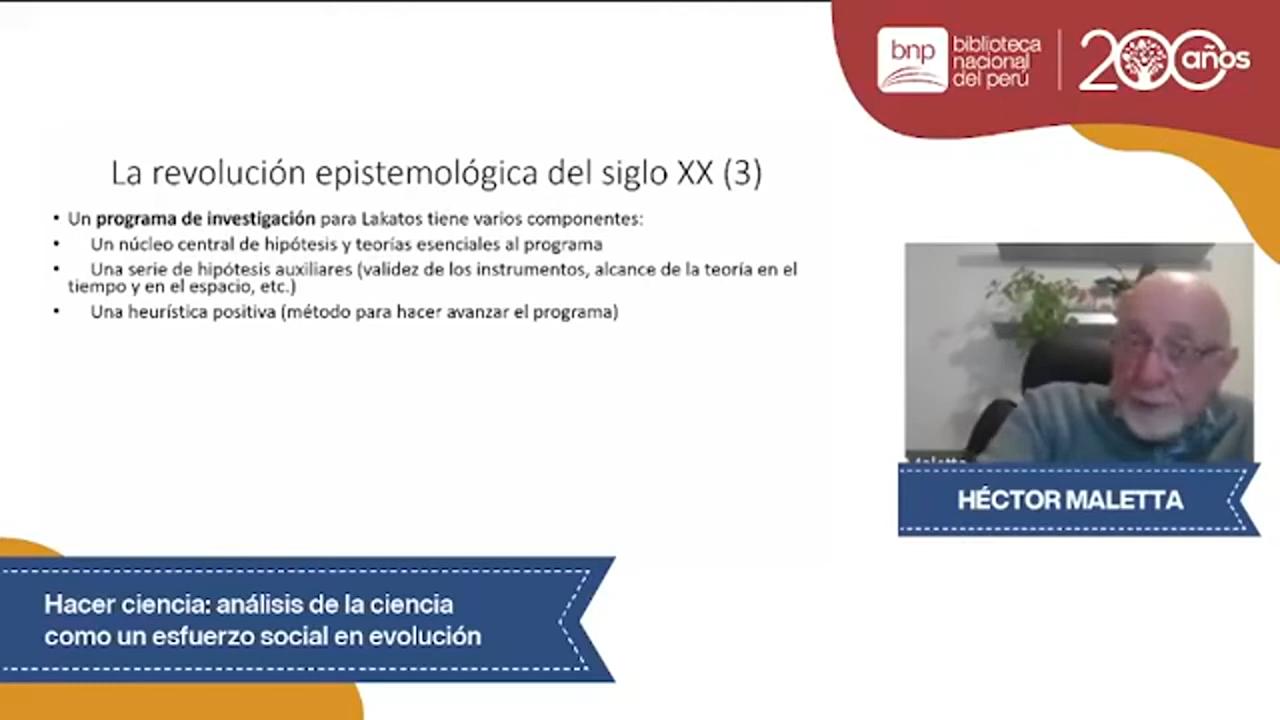 bnp
biblioteca
nacional
del perú
200 años
La revolución epistemológica del siglo XX (3)
• Un programa de investigación para Lakatos tiene varios componentes:
• Un núcleo central de hipótesis y teorías esenciales al programa
• Una serie de hipótesis auxiliares (validez de los instrumentos, alcance de la teoría en el
tiempo y en el espacio, etc.)
• Una heurística positiva (método para hacer avanzar el programa)
HÉCTOR MALETTA
Hacer ciencia: análisis de la ciencia
como un esfuerzo social en evolución